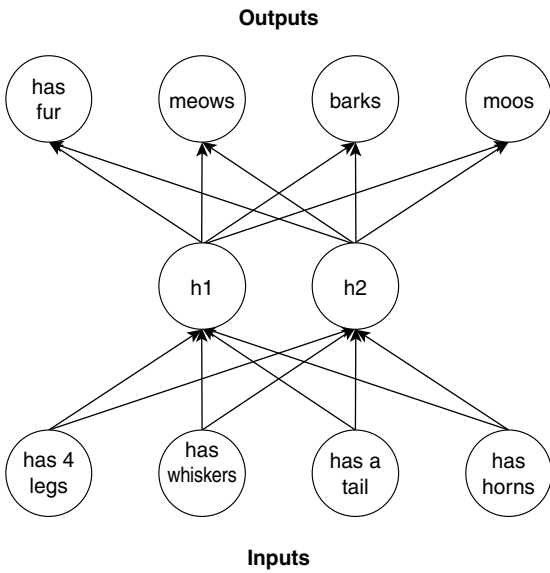 Outputs
has
fur
meows
barks
moos
h1
h2
has 4
legs
has
whiskers
has a
tail
has
horns
Inputs